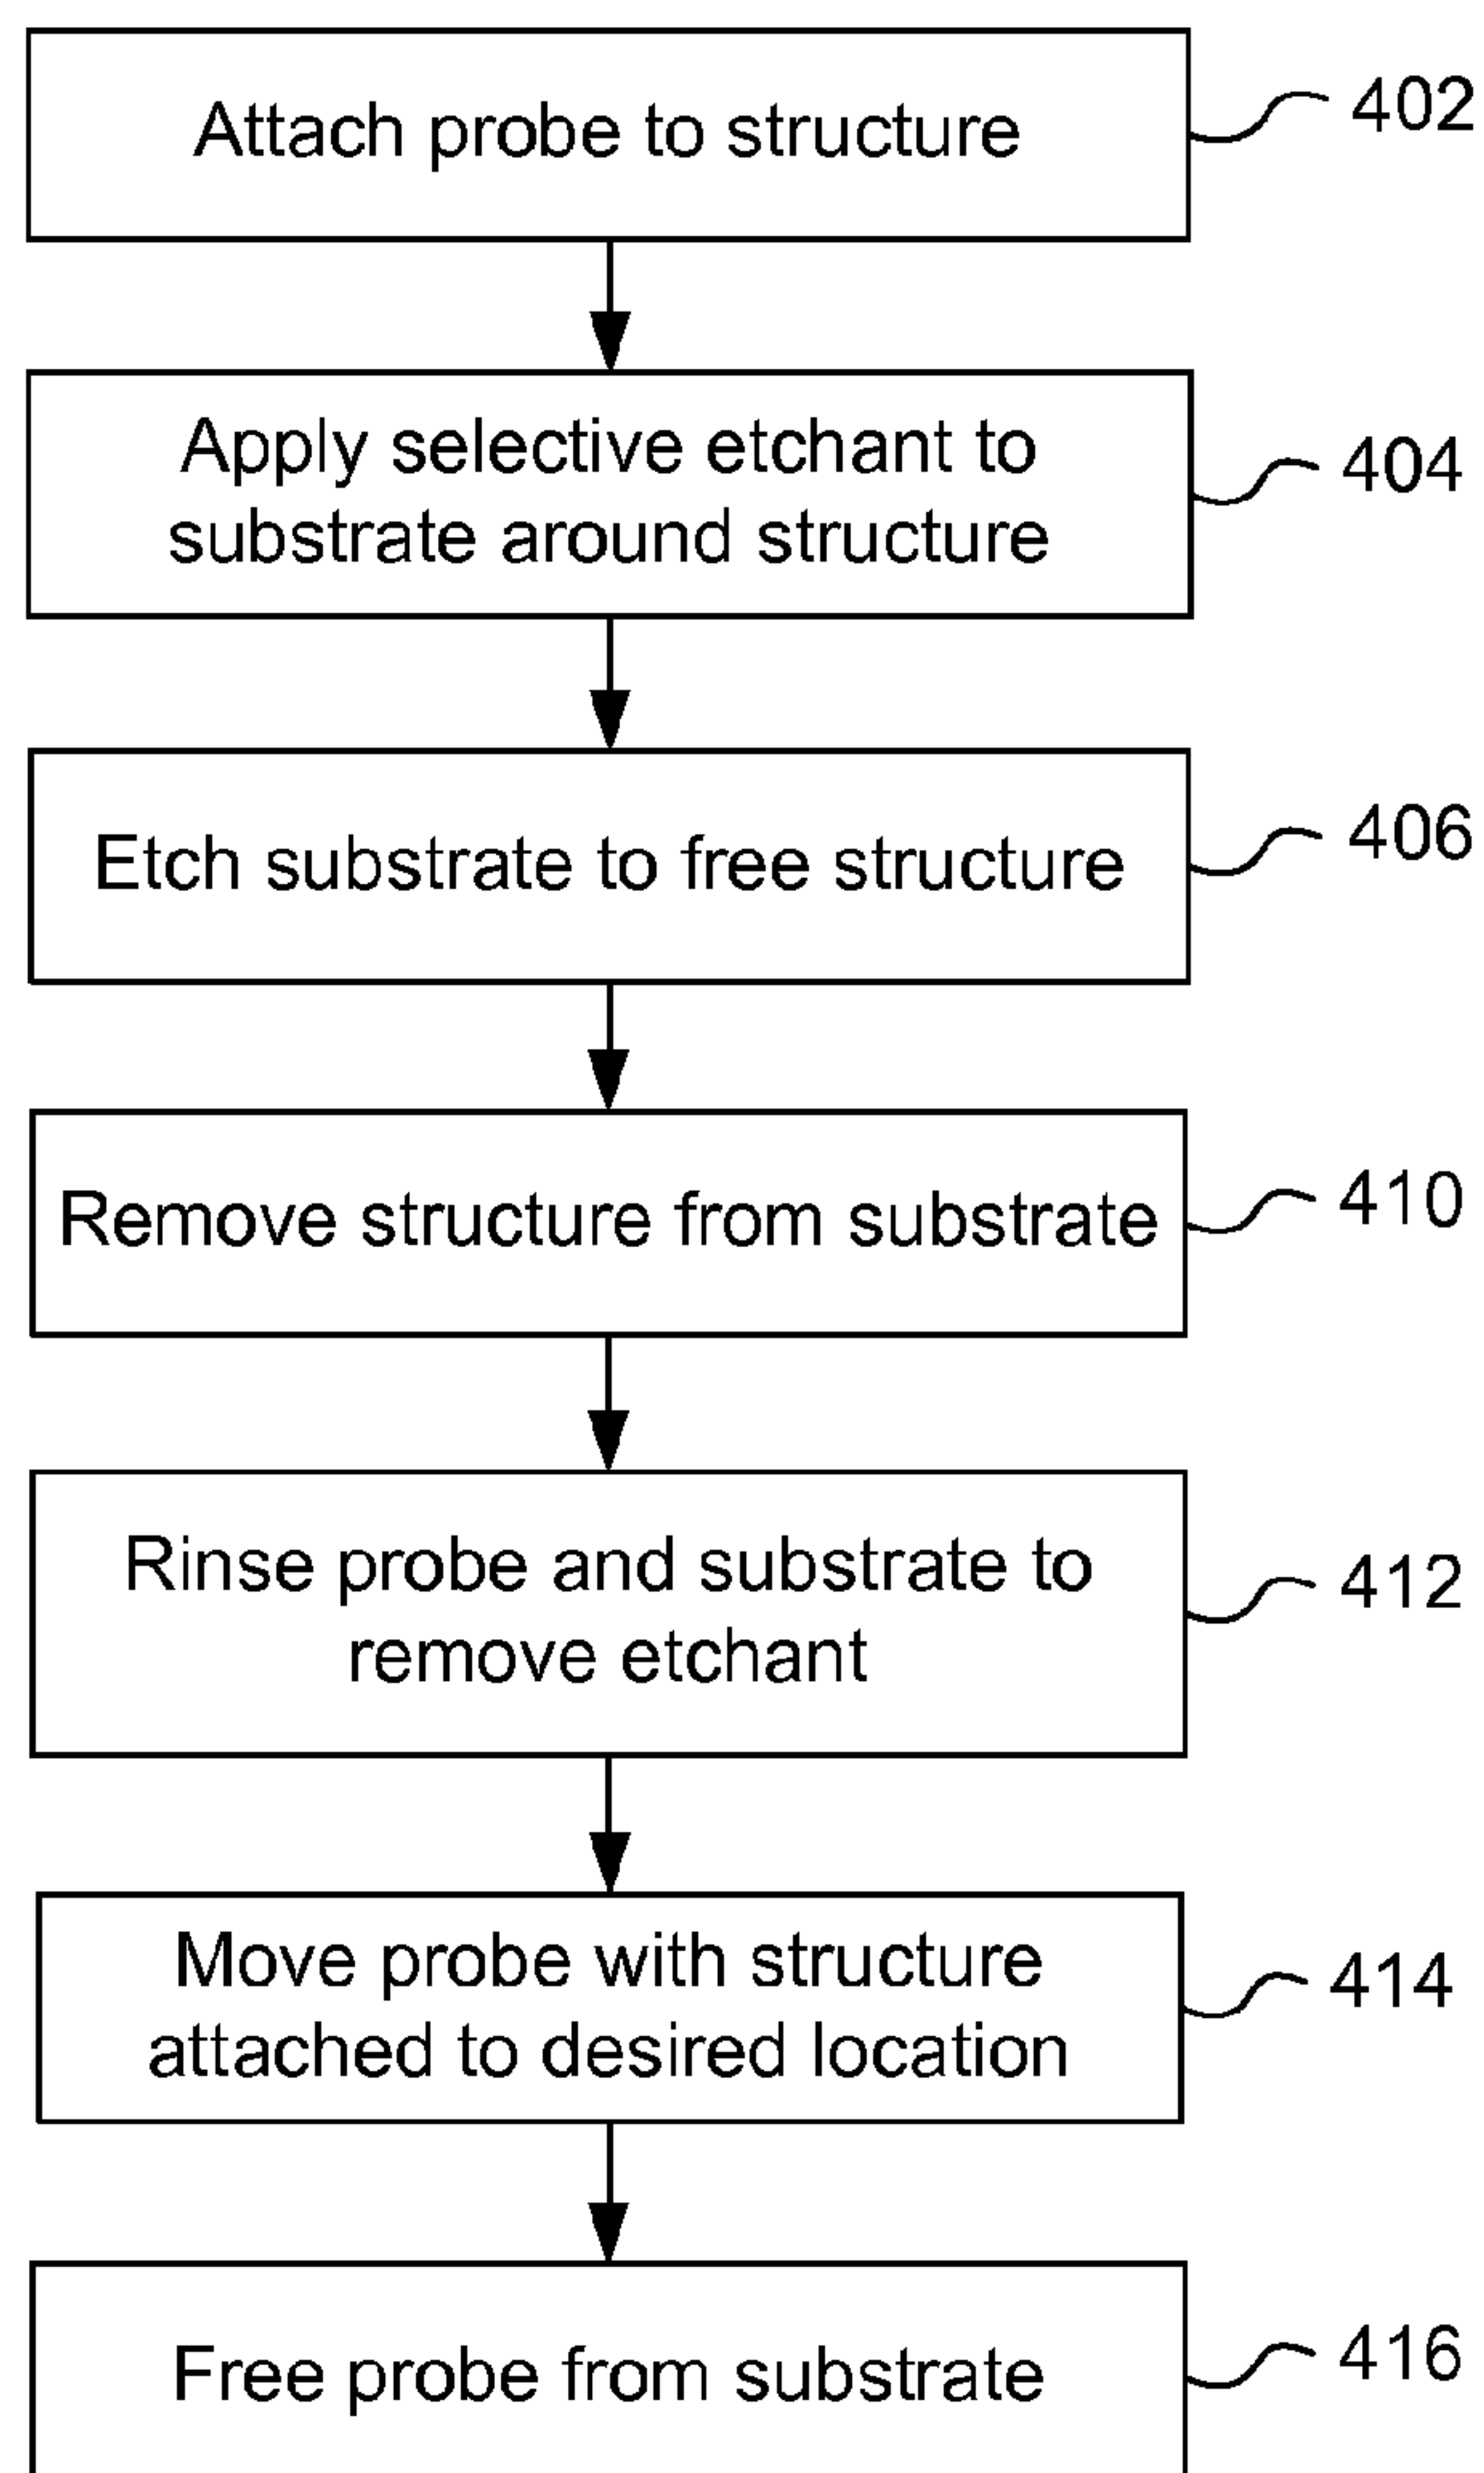 Attach probe to structure
402
Apply selective etchant to
substrate around structure
404
Etch substrate to free structure
406
Remove structure from substrate
410
Rinse probe and substrate to
remove etchant
412
Move probe with structure
attached to desired location
414
Free probe from substrate
416